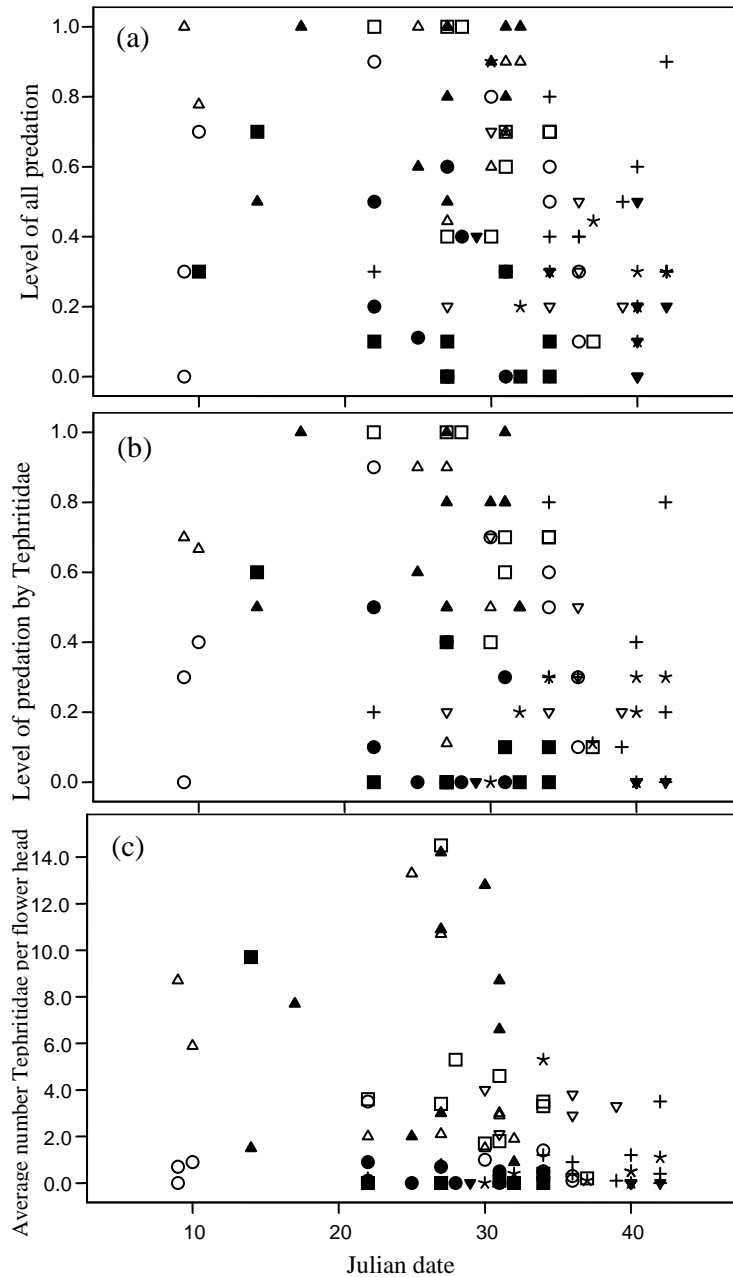 (a)
Level of all predation
1.0
0.8
0.6
0.4
0.2
0.0
(b)
Level of predation by Tephritidae
1.0
0.8
0.6
0.4
0.2
0.0
(c)
Average number Tephritidae per flower head
14.0
12.0
10.0
8.0
6.0
4.0
2.0
0.0
10 20 30 40
Julian date